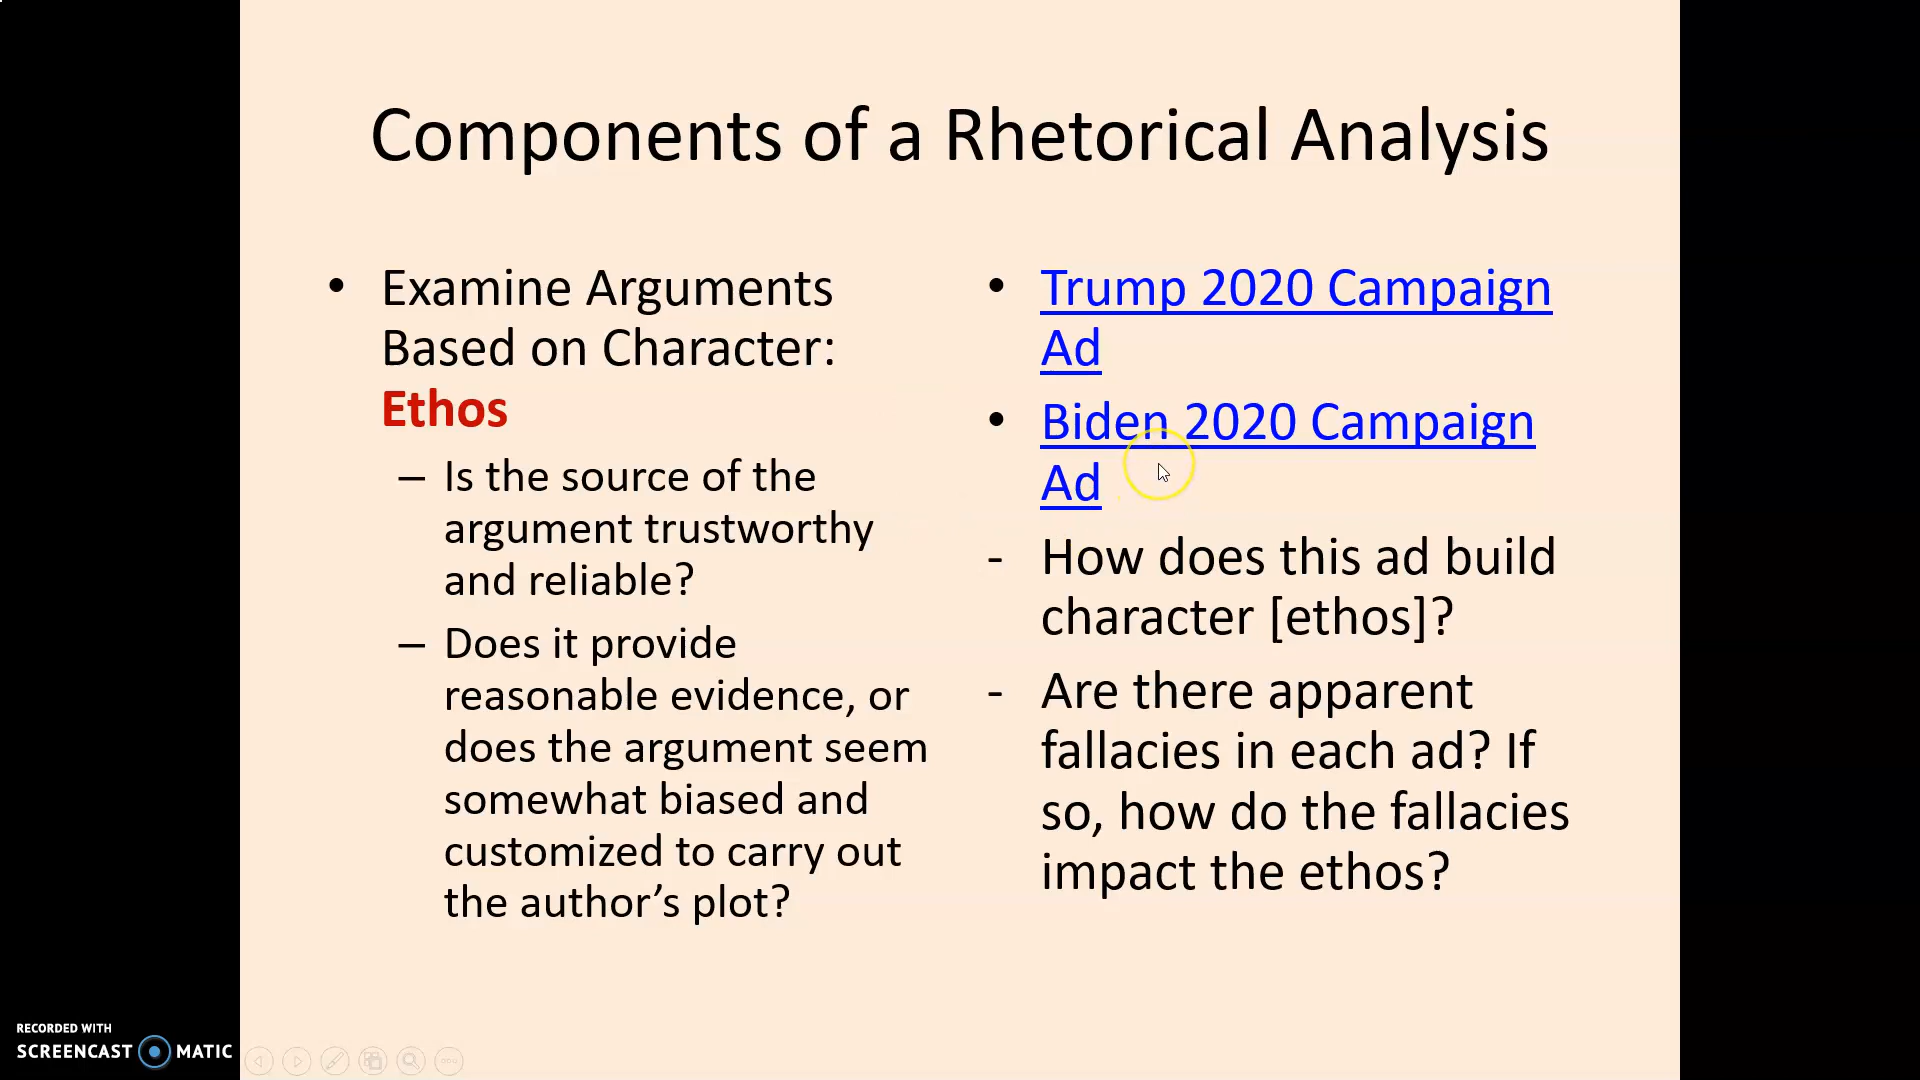 Components of a Rhetorical Analysis
• Examine Arguments
Based on Character:
Ethos
– Is the source of the
argument trustworthy
and reliable?
– Does it provide
reasonable evidence, or
does the argument seem
somewhat biased and
customized to carry out
the author’s plot?
• Trump 2020 Campaign
Ad
• Biden 2020 Campaign
Ad
- How does this ad build
character [ethos]?
- Are there apparent
fallacies in each ad? If
so, how do the fallacies
impact the ethos?
RECORDED WITH
SCREENCAST MATIC